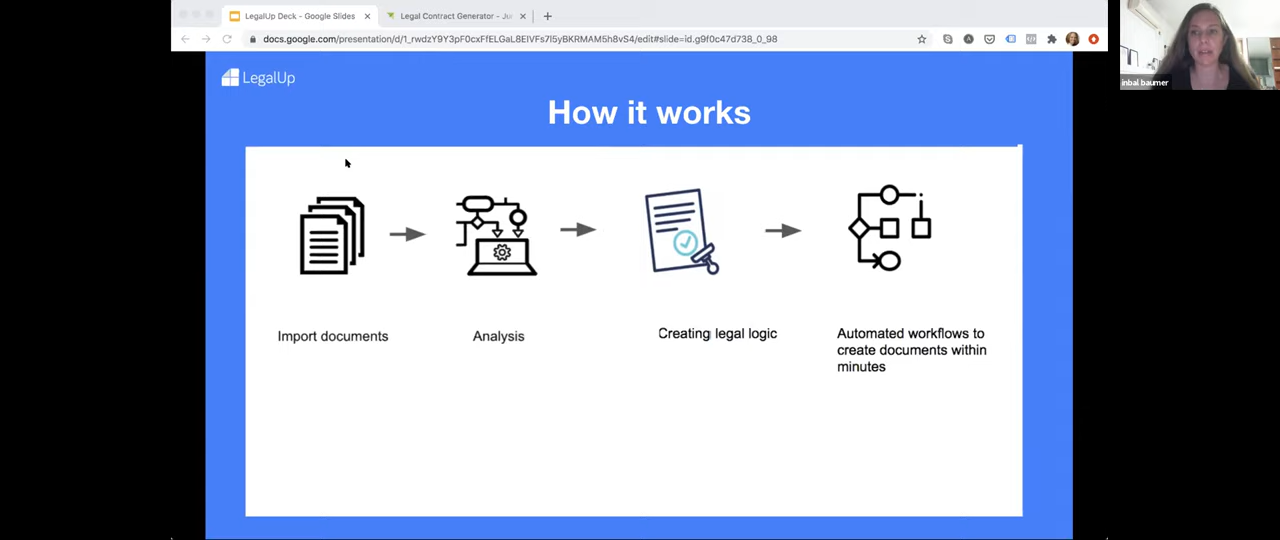 LegalUp Deck - Google Slides
Legal Contract Generator - Ju
docs.google.com/presentation/d/1_rwdzY9Y3pF0cxFfELGaL8EIVFs7I5yBKRMAM5h8vS4/edit#slide=id.g9f0c47d738_0_98
inbal baumer
LegalUp
How it works
Import documents
Analysis
Creating legal logic
Automated workflows to
create documents within
minutes